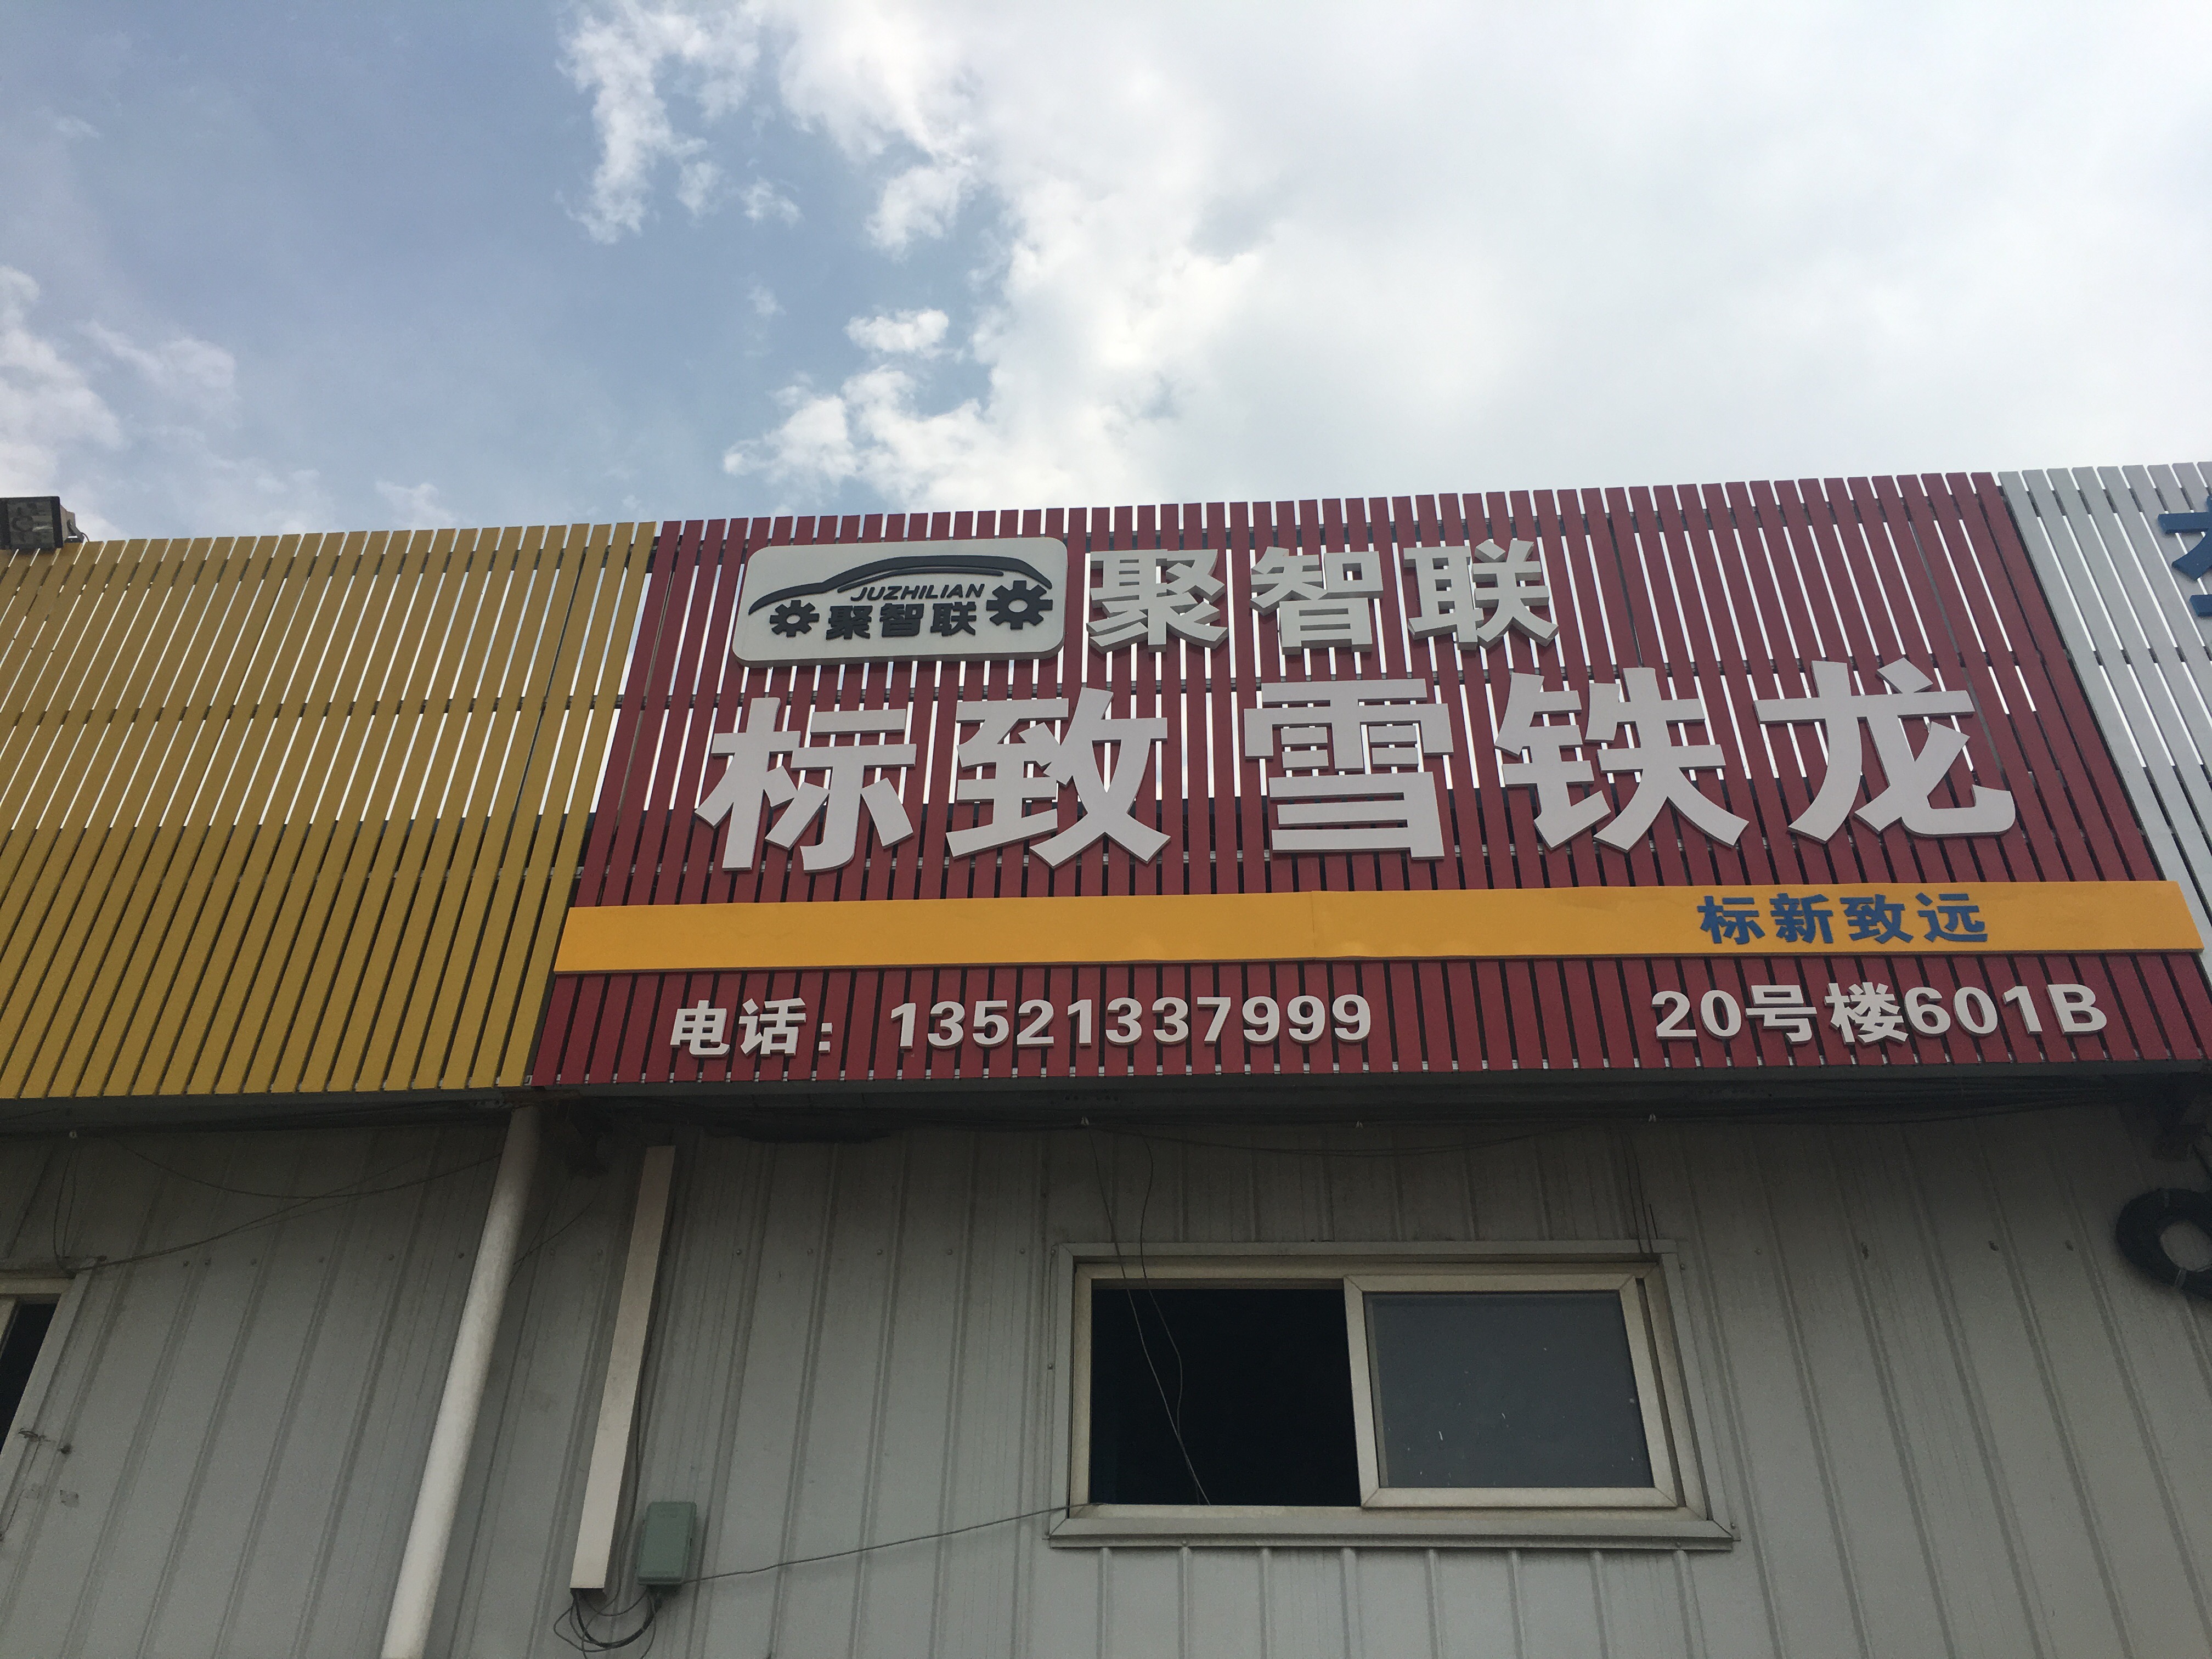 JUZHILIAN
聚智联
聚智联
标致 雪铁龙
标新致远
电话：13521337999
20号楼601B